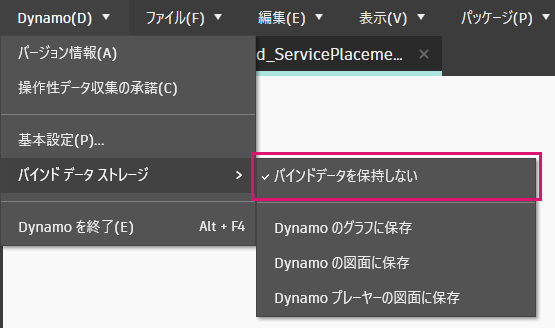 Dynamo(D) ▼ ファイル(F) ▼ 編集(E) ▼ 表示(V) ▼ パッケージ(P) ▼
d_ServicePlaceme... ×
バージョン情報(A)
操作性データ収集の承諾(C)
基本設定(P)...
バインド データ ストレージ >
✓ バインドデータを保持しない
Dynamo のグラフに保存
Dynamo の図面に保存
Dynamo プレーヤーの図面に保存
Dynamo を終了(E) Alt + F4